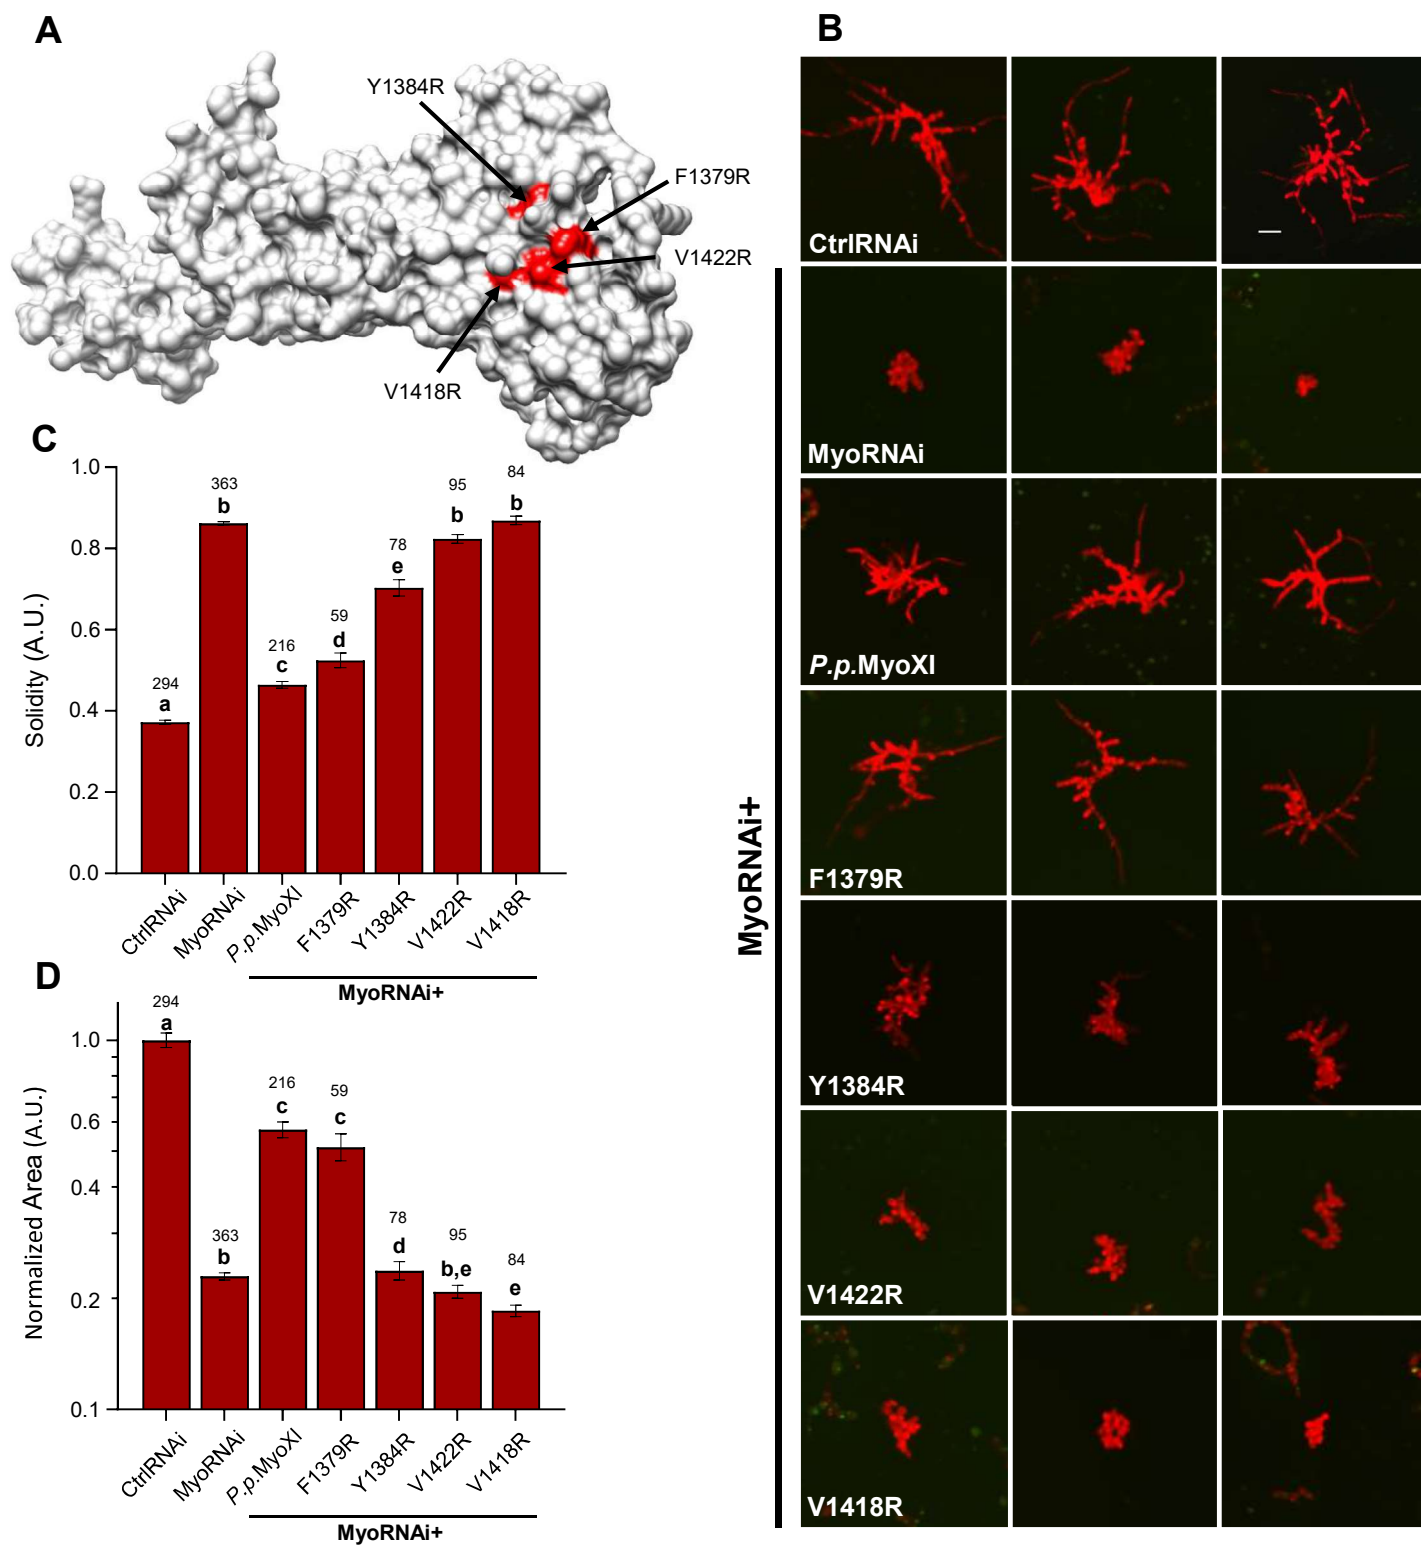 A
Y1384R
F1379R
V1422R
V1418R
B
CtrlRNAi
MyoRNAi
P.p.MyoXI
F1379R
Y1384R
V1422R
V1418R
MyoRNAi+
C
Solidity (A.U.)
1.0
0.8
0.6
0.4
0.2
0.0
294
a
363
b
216
c
59
d
78
e
95
b
84
b
CtrlRNAi
MyoRNAi
P.p.MyoXI
F1379R
Y1384R
V1422R
V1418R
MyoRNAi+
D
Normalized Area (A.U.)
1.0
0.6
0.4
0.2
0.1
294
a
363
b
216
c
59
c
78
d
95
b,e
84
e
CtrlRNAi
MyoRNAi
P.p.MyoXI
F1379R
Y1384R
V1422R
V1418R
MyoRNAi+